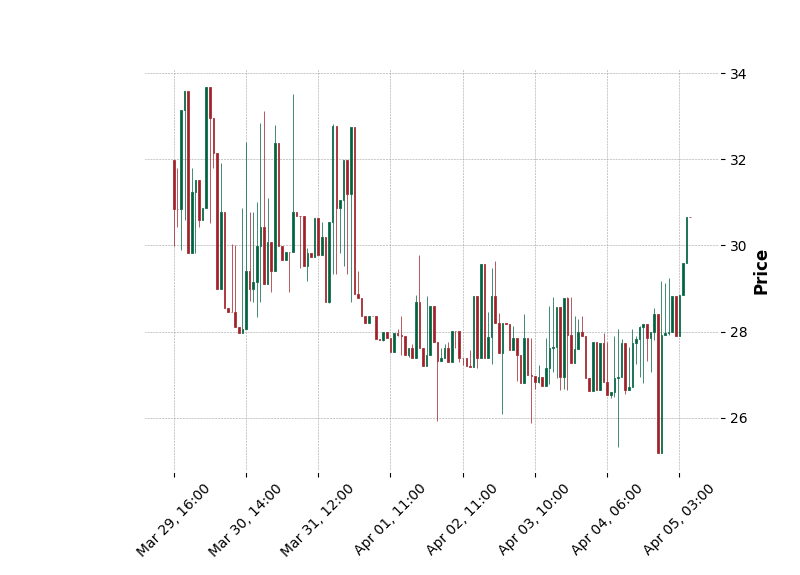 34
32
30
28
26
Price
Mar 29, 16:00
Mar 30, 14:00
Mar 31, 12:00
Apr 01, 11:00
Apr 02, 11:00
Apr 03, 10:00
Apr 04, 06:00
Apr 05, 03:00